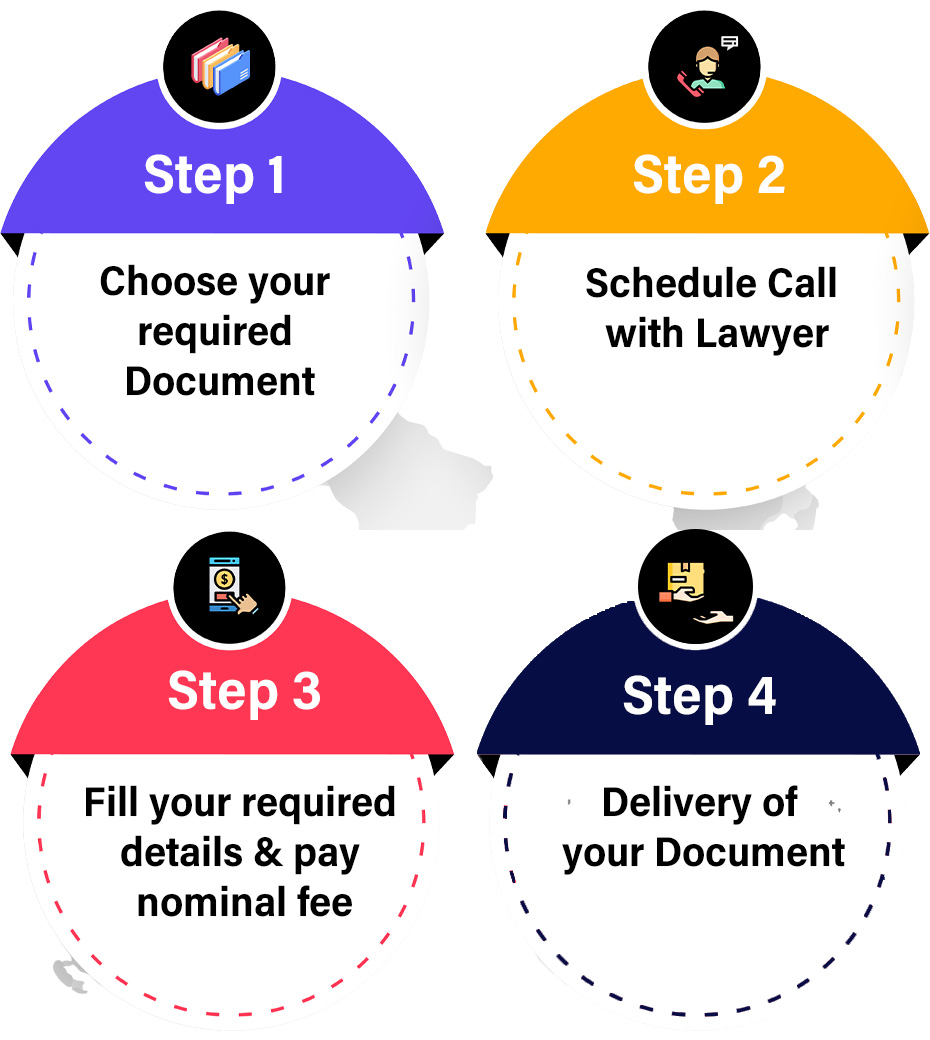 Step 1
Choose your
required
Document
Step 2
Schedule Call
with Lawyer
Step 3
Fill your required
details & pay
nominal fee
Step 4
Delivery of
your Document